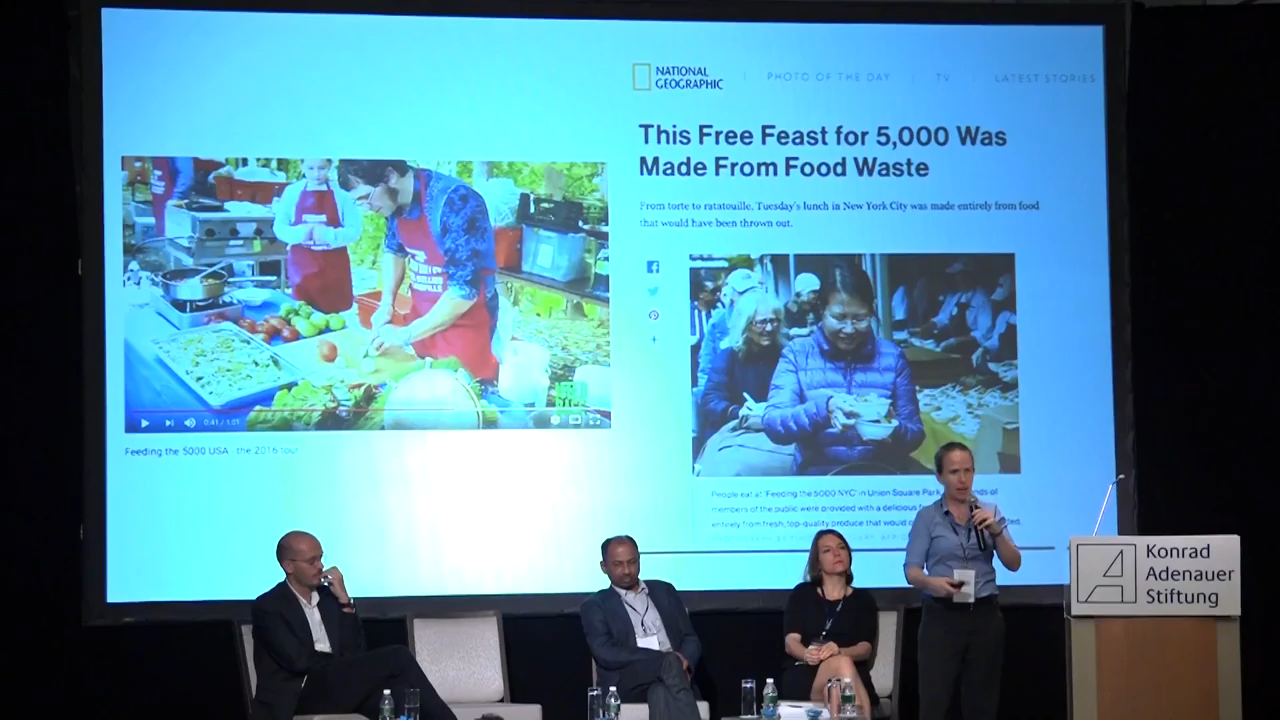 NATIONAL
GEOGRAPHIC
PHOTO OF THE DAY
TV
LATEST STORIES
This Free Feast for 5,000 Was
Made From Food Waste
From torte to ratatouille, Tuesday's lunch in New York City was made entirely from food
that would have been thrown out.
0:41 / 1:01
Feeding the 5000 USA - the 2016 tour
People eat at 'Feeding the 5000 NYC' in Union Square Park
members of the public were provided with a delicious
entirely from fresh, top-quality produce that would
Konrad
Adenauer
Stiftung